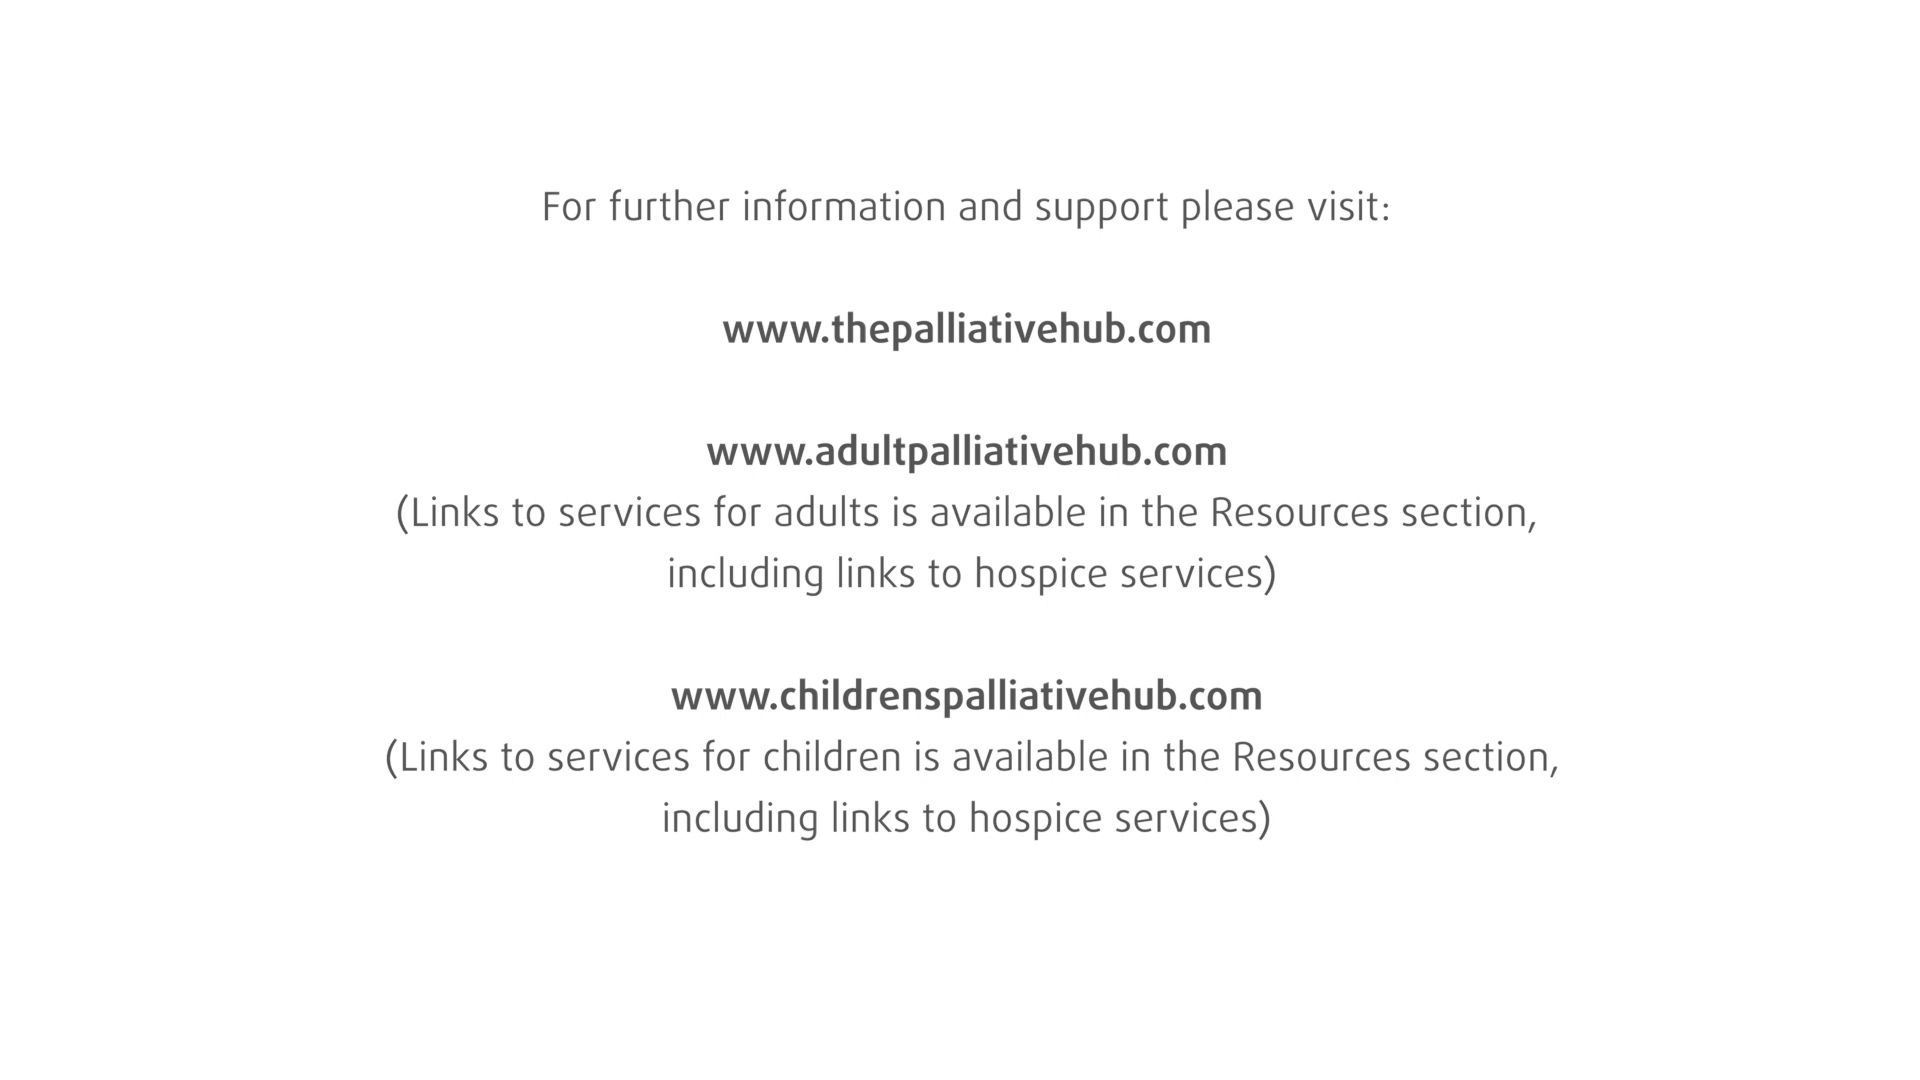 For further information and support please visit:
www.thepalliativehub.com
www.adultpalliativehub.com
(Links to services for adults is available in the Resources section,
including links to hospice services)
www.childrenspalliativehub.com
(Links to services for children is available in the Resources section,
including links to hospice services)